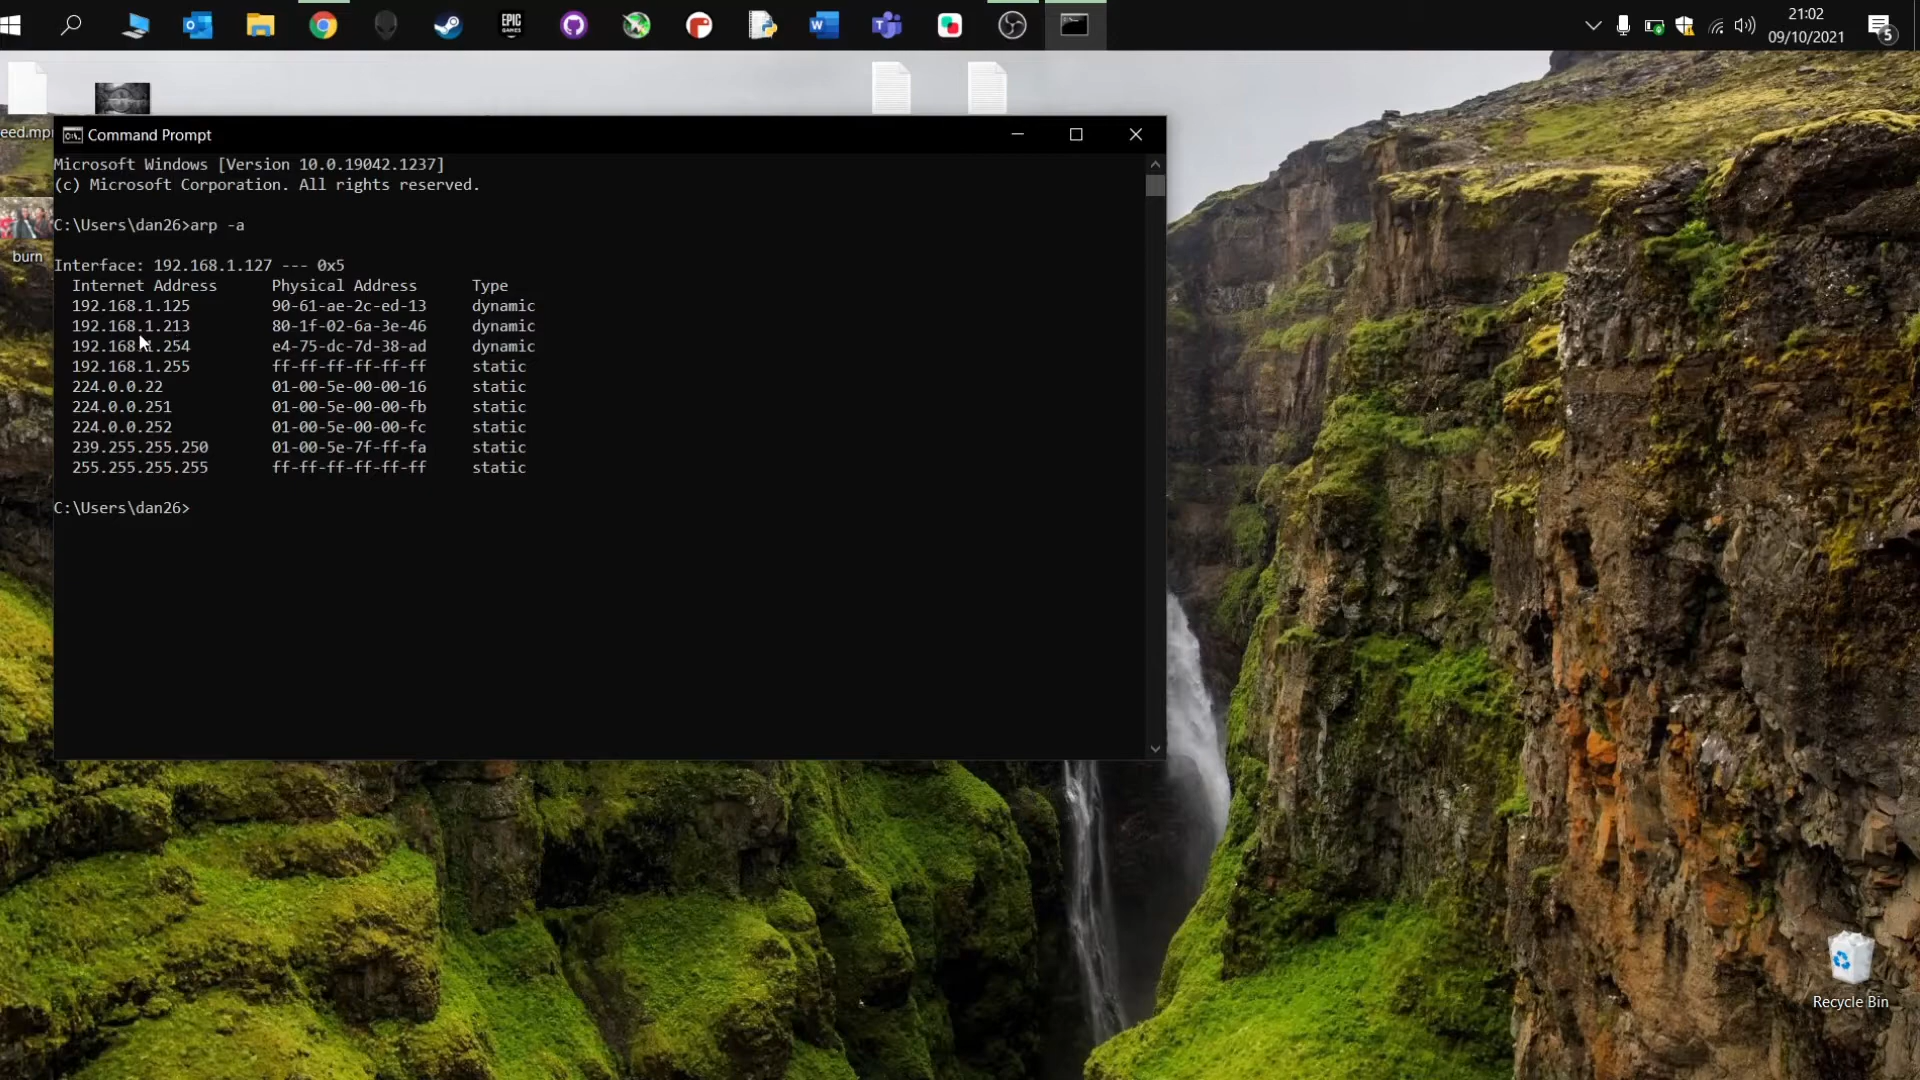 EPIC
GAMES
21:02
09/10/2021
5
eed.mp
Command Prompt
Microsoft Windows [Version 10.0.19042.1237]
(c) Microsoft Corporation. All rights reserved.
C:\Users\dan26>arp -a
burn
Interface: 192.168.1.127 --- 0x5
Internet Address Physical Address Type
192.168.1.125 90-61-ae-2c-ed-13 dynamic
192.168.1.213 80-1f-02-6a-3e-46 dynamic
192.168.1.254 e4-75-dc-7d-38-ad dynamic
192.168.1.255 ff-ff-ff-ff-ff-ff static
224.0.0.22 01-00-5e-00-00-16 static
224.0.0.251 01-00-5e-00-00-fb static
224.0.0.252 01-00-5e-00-00-fc static
239.255.255.250 01-00-5e-7f-ff-fa static
255.255.255.255 ff-ff-ff-ff-ff-ff static
C:\Users\dan26>
Recycle Bin